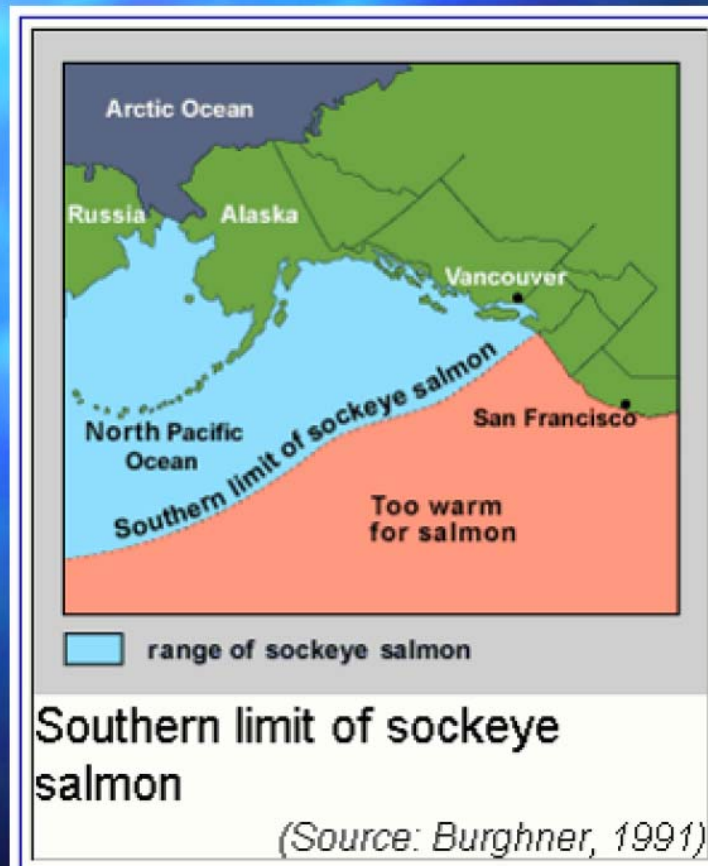 Arctic Ocean
Russia
Alaska
Vancouver
San Francisco
North Pacific
Ocean
Southern limit of sockeye salmon
Too warm
for salmon
range of sockeye salmon
Southern limit of sockeye
salmon
(Source: Burghner, 1991)